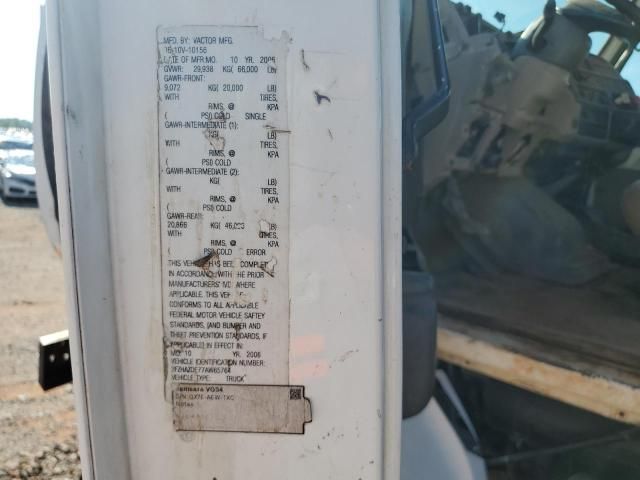 MFD. BY: VACTOR MFG.
06-10V-10156
DATE OF MFR:MO. 10 YR. 2006
GVWR: 29,938 KG( 66,000 LB)
GAWR-FRONT:
9,072 KG( 20,000 LB)
WITH TIRES,
RIMS, @ KPA
( PSI) COLD SINGLE
GAWR-INTERMEDIATE (1):
KG( LB)
WITH TIRES,
RIMS, @ KPA
( PSI) COLD
GAWR-INTERMEDIATE (2):
KG( LB)
WITH TIRES,
RIMS, @ KPA
( PSI) COLD
GAWR-REAR:
20,866 KG( 46,000 LB)
WITH TIRES,
RIMS, @ KPA
( PSI) COLD ERROR
THIS VEHICLE HAS BEEN COMPLETED
IN ACCORDANCE WITH THE PRIOR
MANUFACTURERS' IVD, WHERE
APPLICABLE. THIS VEHICLE
CONFORMS TO ALL APPLICABLE
FEDERAL MOTOR VEHICLE SAFTEY
STANDARDS, [AND BUMPER AND
THEFT PREVENTION STANDARDS, IF
APPLICABLE] IN EFFECT IN
MO. 10 YR. 2006
VEHICLE IDENTIFICATION NUMBER:
2FZHAZDE77AW65764
VEHICLE TYPE: TRUCK
VG34